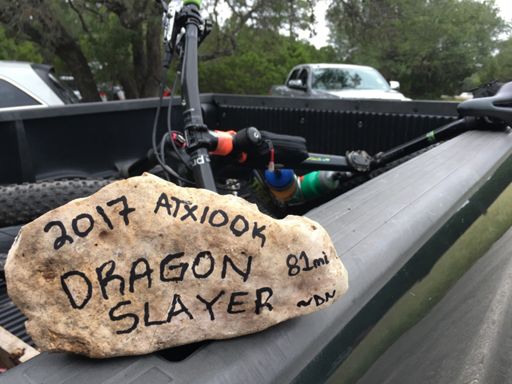 2017 ATX100K
DRAGON 81mi
SLAYER ~DN